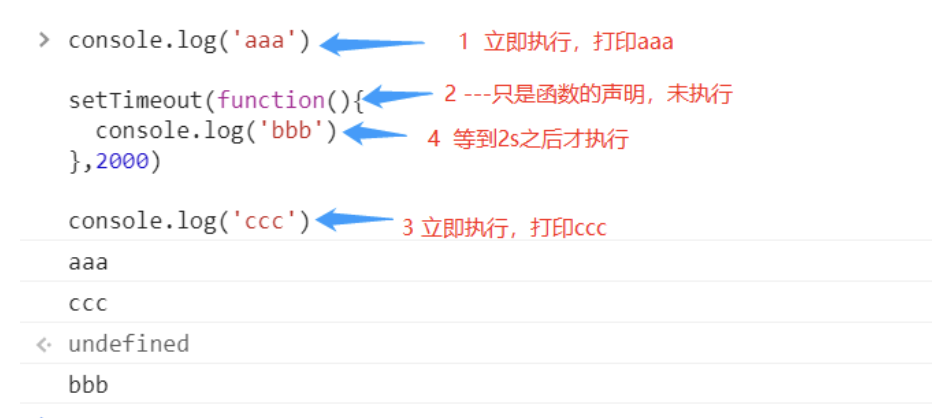 > console.log('aaa') 1 立即执行，打印aaa
setTimeout(function(){ 2 ---只是函数的声明，未执行
console.log('bbb') 4 等到2s之后才执行
},2000)
console.log('ccc') 3 立即执行，打印ccc
aaa
ccc
undefined
bbb